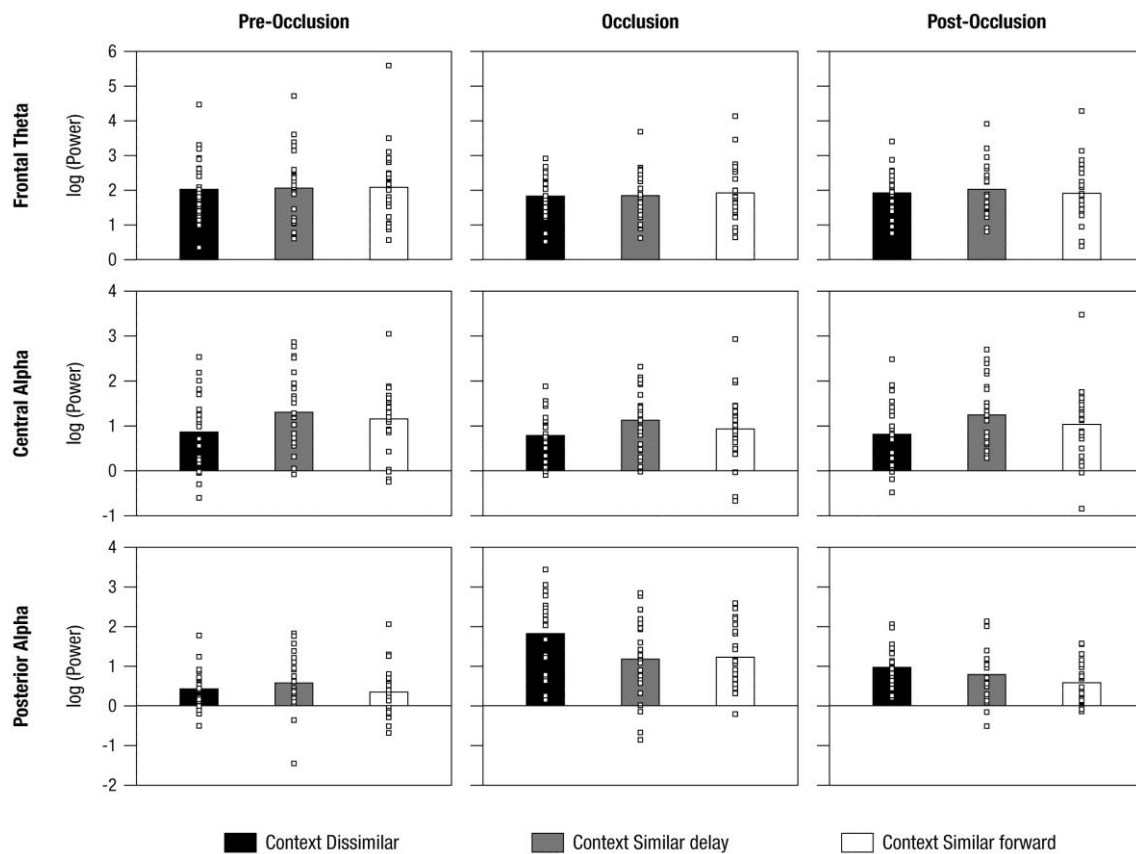 Pre-Occlusion Occlusion Post-Occlusion
Frontal Theta
log (Power)
6
5
4
3
2
1
0
Central Alpha
log (Power)
4
3
2
1
0
-1
Posterior Alpha
log (Power)
4
3
2
1
0
-1
-2
Context Dissimilar Context Similar delay Context Similar forward